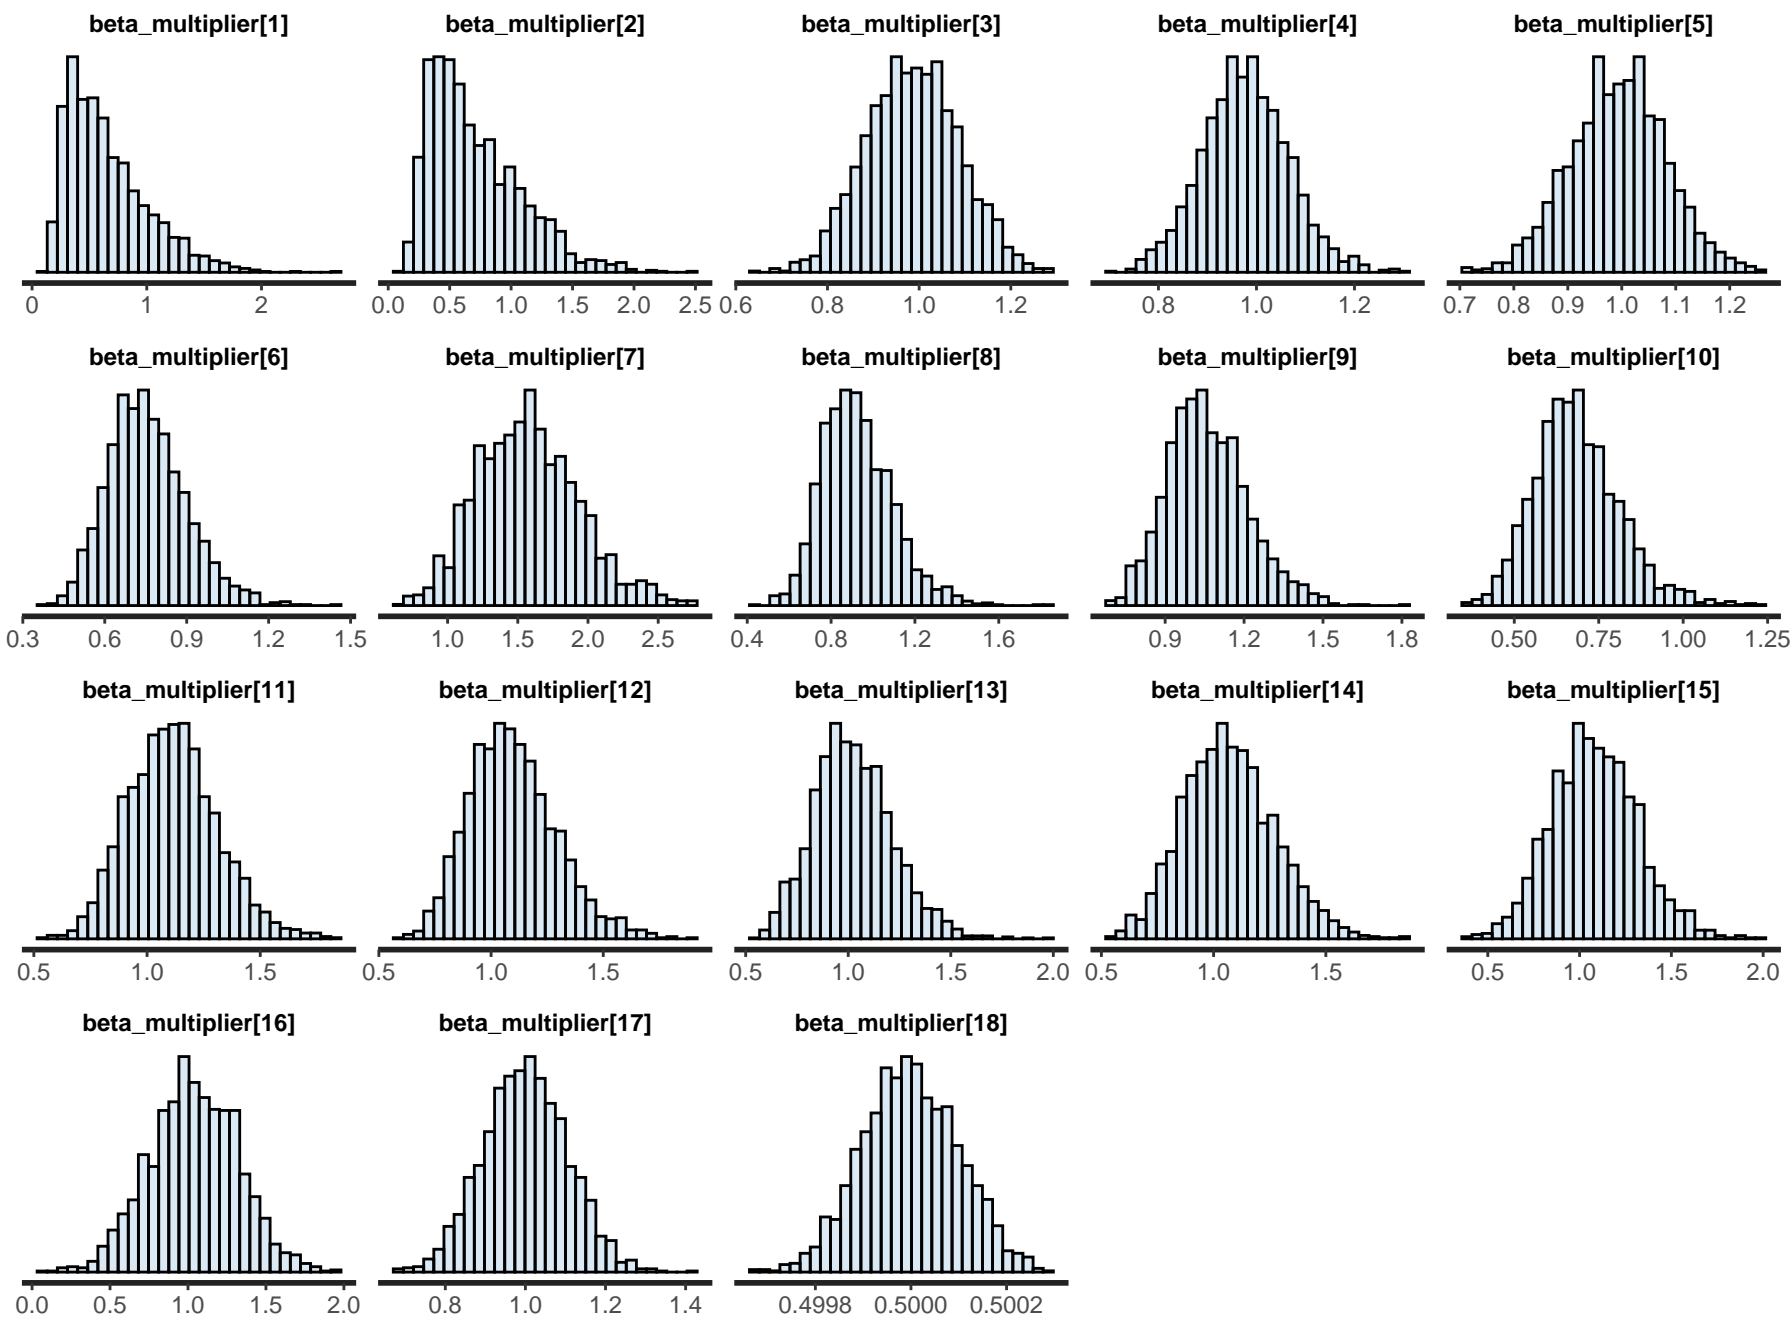 beta_multiplier[1] beta_multiplier[2] beta_multiplier[3] beta_multiplier[4] beta_multiplier[5]
0 1 2 0.0 0.5 1.0 1.5 2.0 2.5 0.6 0.8 1.0 1.2 0.8 1.0 1.2 0.7 0.8 0.9 1.0 1.1 1.2
beta_multiplier[6] beta_multiplier[7] beta_multiplier[8] beta_multiplier[9] beta_multiplier[10]
0.3 0.6 0.9 1.2 1.5 1.0 1.5 2.0 2.5 0.4 0.8 1.2 1.6 0.9 1.2 1.5 1.8 0.50 0.75 1.00 1.25
beta_multiplier[11] beta_multiplier[12] beta_multiplier[13] beta_multiplier[14] beta_multiplier[15]
0.5 1.0 1.5 0.5 1.0 1.5 0.5 1.0 1.5 2.0 0.5 1.0 1.5 0.5 1.0 1.5 2.0
beta_multiplier[16] beta_multiplier[17] beta_multiplier[18]
0.0 0.5 1.0 1.5 2.0 0.8 1.0 1.2 1.4 0.4998 0.5000 0.5002